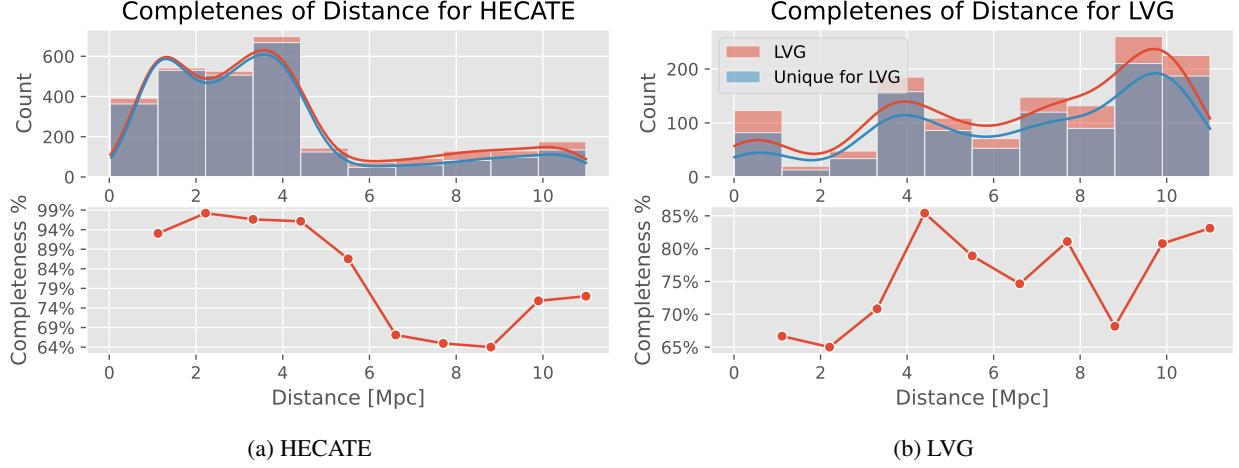 Completenes of Distance for HECATE
600
400
200
0
Count
0 2 4 6 8 10
99%
94%
89%
84%
79%
74%
69%
64%
Completeness %
0 2 4 6 8 10
Distance [Mpc]
(a) HECATE
Completenes of Distance for LVG
LVG
Unique for LVG
200
100
0
Count
0 2 4 6 8 10
85%
80%
75%
70%
65%
Completeness %
0 2 4 6 8 10
Distance [Mpc]
(b) LVG